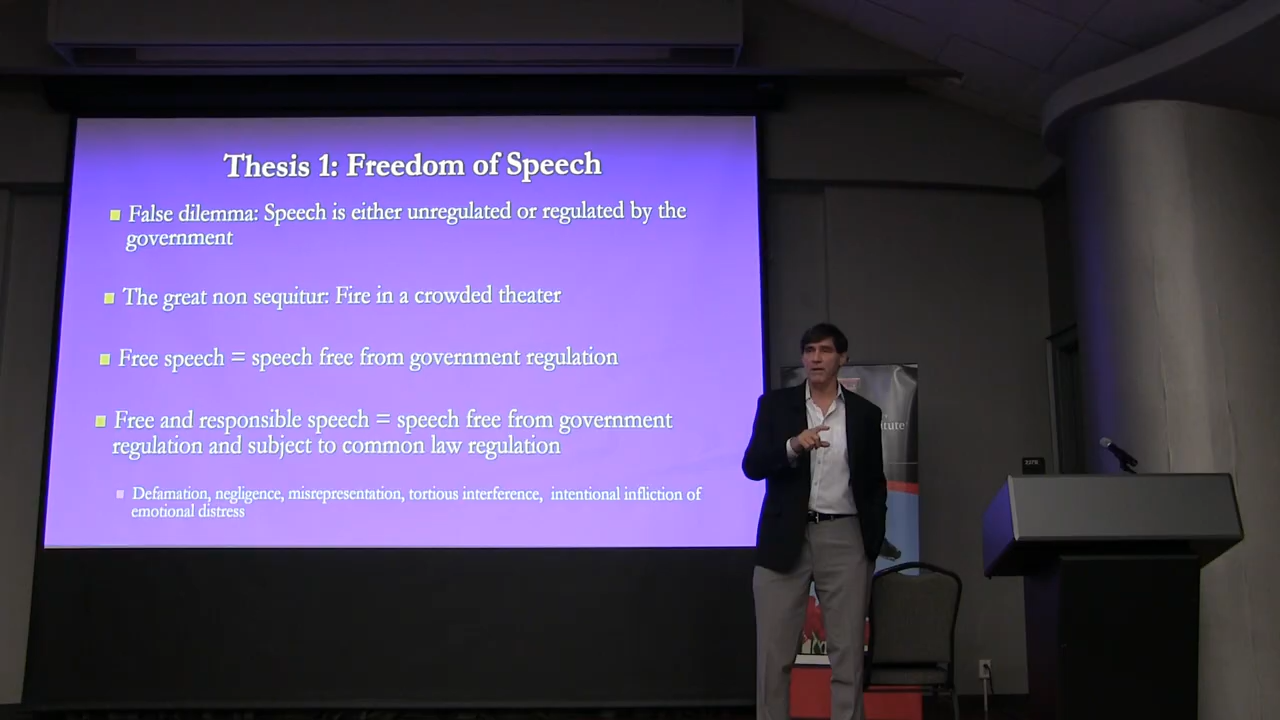 Thesis 1: Freedom of Speech
False dilemma: Speech is either unregulated or regulated by the
government
The great non sequitur: Fire in a crowded theater
Free speech = speech free from government regulation
Free and responsible speech = speech free from government
regulation and subject to common law regulation
Defamation, negligence, misrepresentation, tortious interference, intentional infliction of
emotional distress